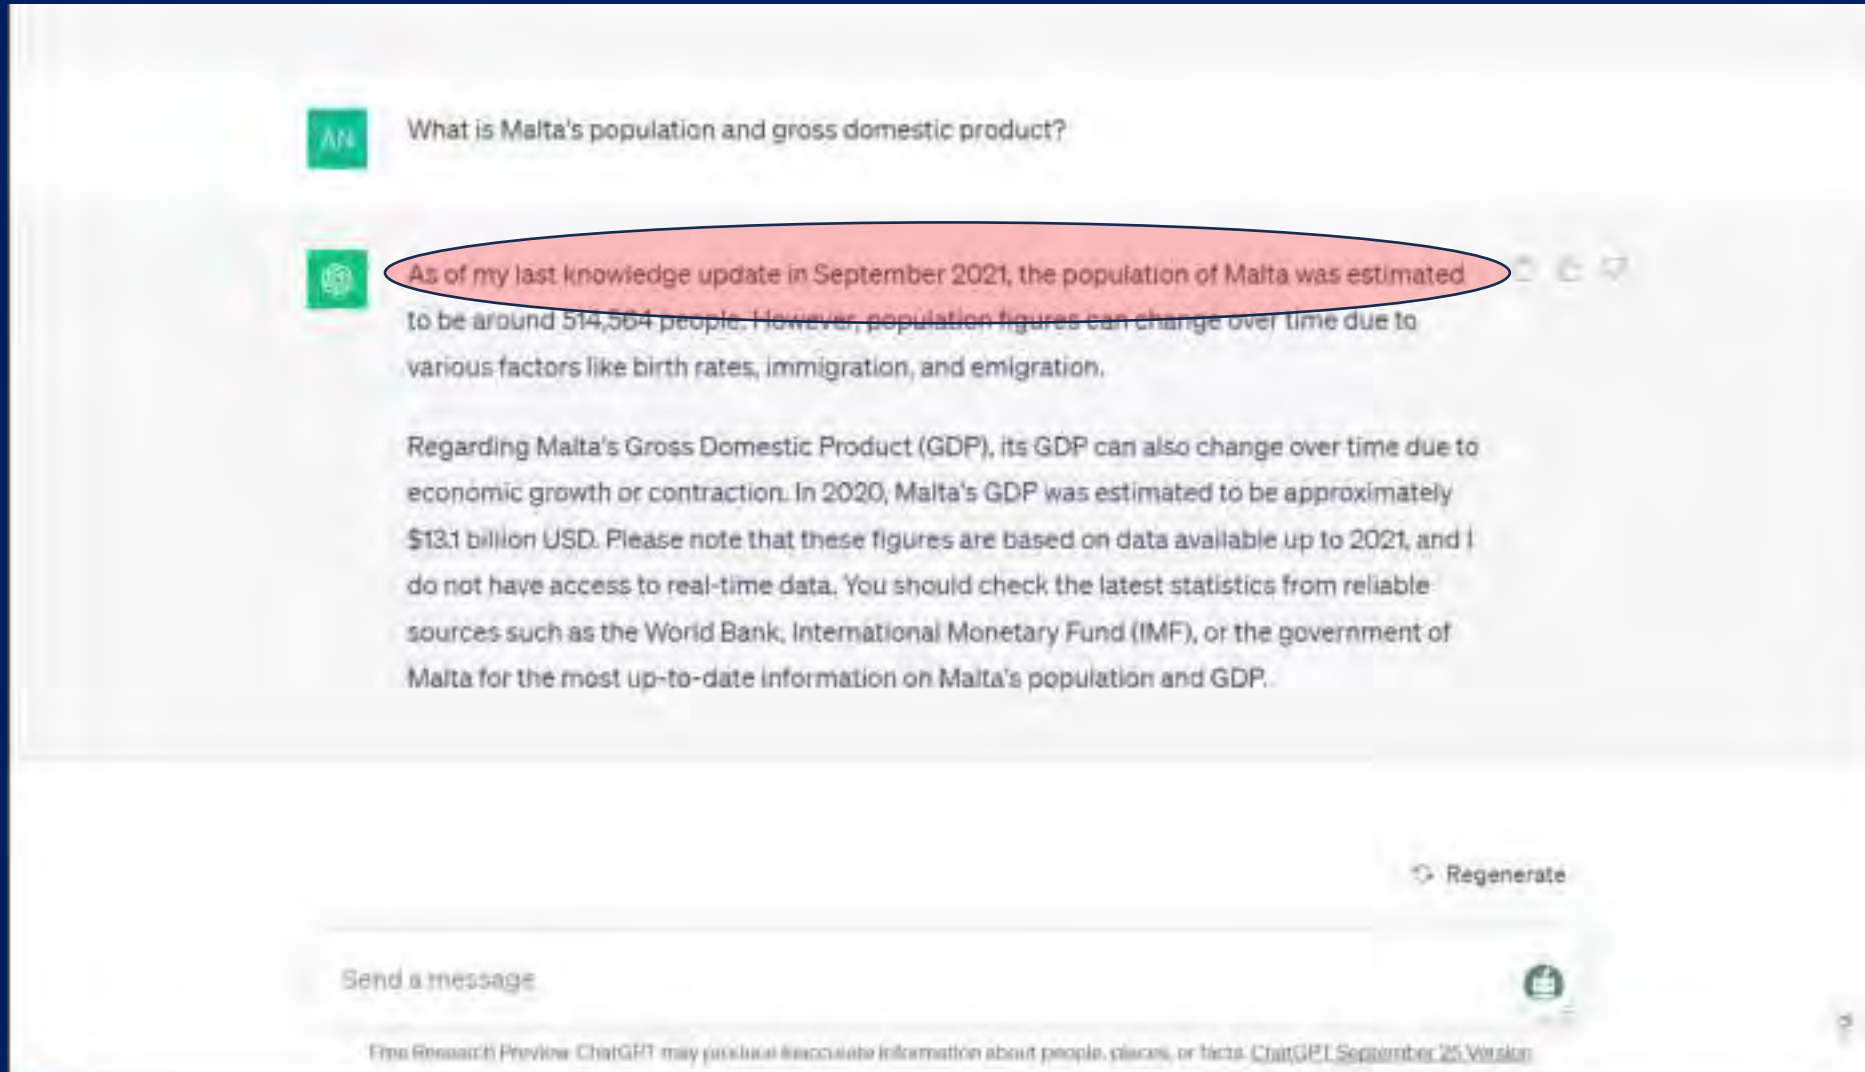 AN
What is Malta's population and gross domestic product?
As of my last knowledge update in September 2021, the population of Malta was estimated
to be around 514,564 people. However, population figures can change over time due to
various factors like birth rates, immigration, and emigration.
Regarding Malta's Gross Domestic Product (GDP), its GDP can also change over time due to
economic growth or contraction. In 2020, Malta's GDP was estimated to be approximately
$13.1 billion USD. Please note that these figures are based on data available up to 2021, and I
do not have access to real-time data. You should check the latest statistics from reliable
sources such as the World Bank, International Monetary Fund (IMF), or the government of
Malta for the most up-to-date information on Malta's population and GDP.
Regenerate
Send a message
Free Research Preview. ChatGPT may produce inaccurate information about people, places, or facts. ChatGPT September 25 Version
?